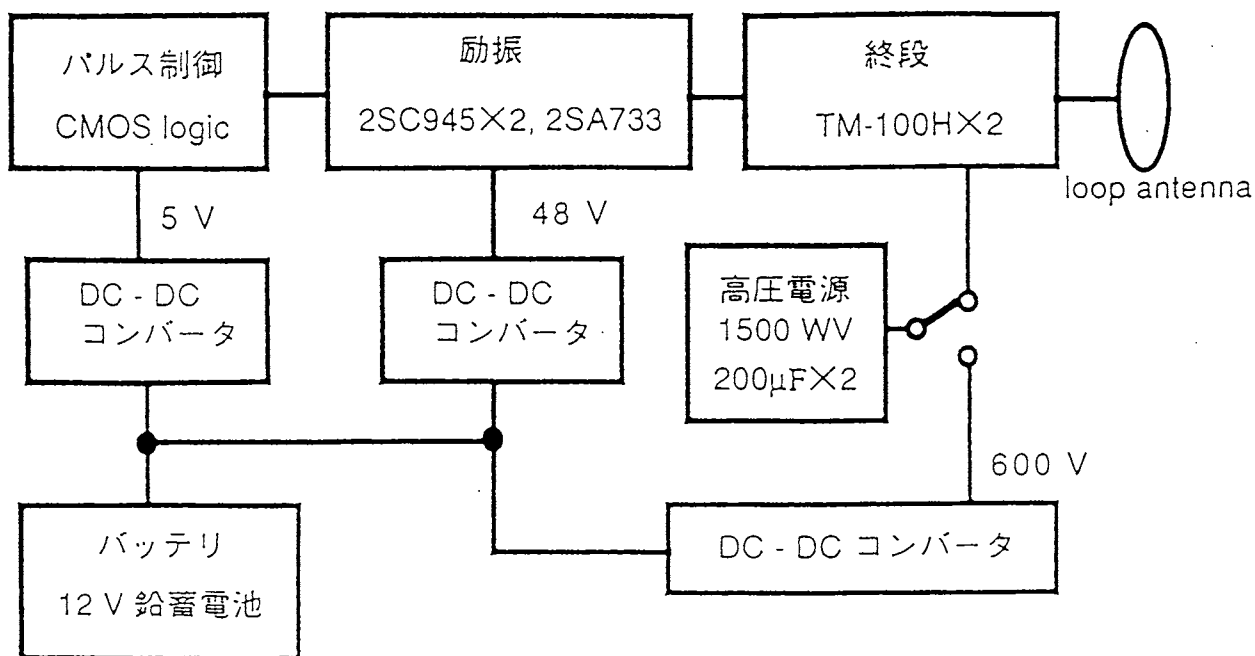 パルス制御
CMOS logic
励振
2SC945×2, 2SA733
終段
TM-100H×2
loop antenna
5 V
48 V
DC - DC
コンバータ
DC - DC
コンバータ
高圧電源
1500 WV
200μF×2
600 V
バッテリ
12 V 鉛蓄電池
DC - DC コンバータ